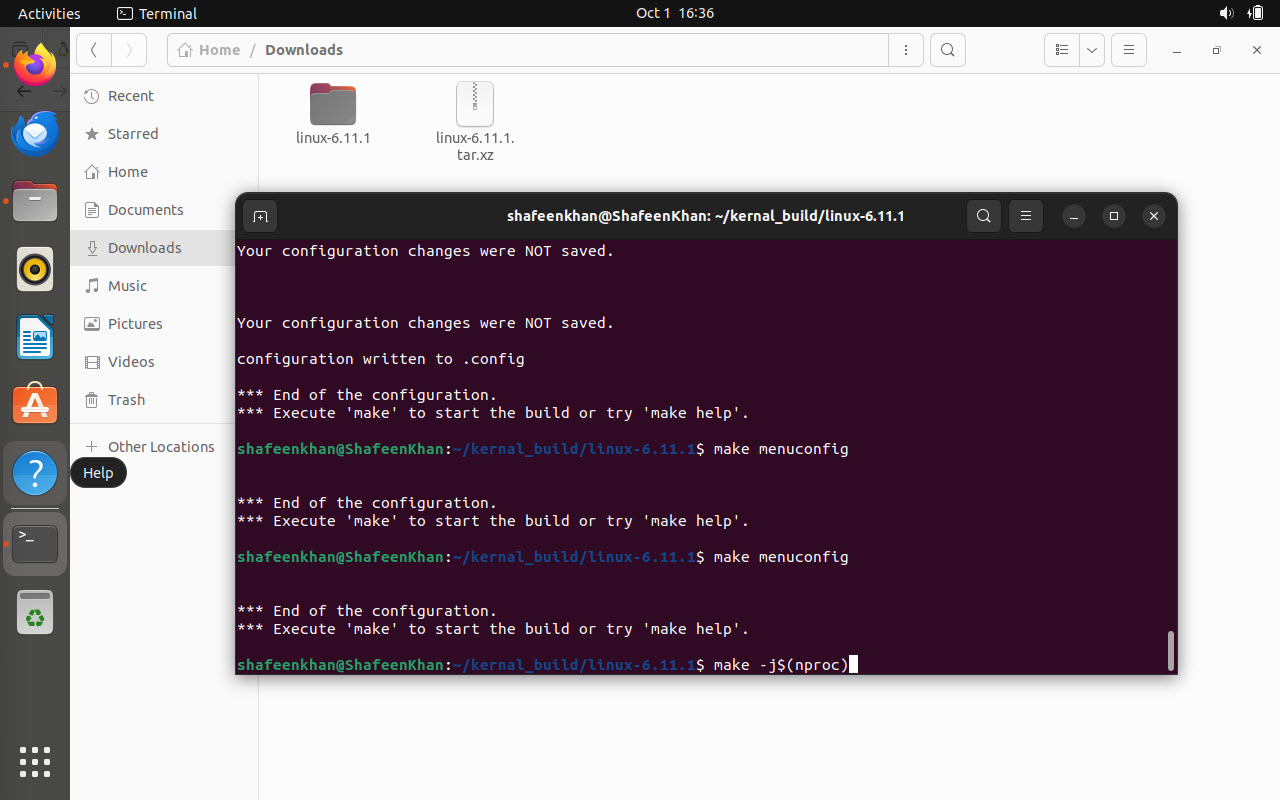 Activities
Terminal
Oct 1 16:36
Home / Downloads
Recent
Starred
Home
Documents
Downloads
Music
Pictures
Videos
Trash
Other Locations
Help
linux-6.11.1
linux-6.11.1.
tar.xz
shafeenkhan@ShafeenKhan: ~/kernal_build/linux-6.11.1
Your configuration changes were NOT saved.
Your configuration changes were NOT saved.
configuration written to .config
*** End of the configuration.
*** Execute 'make' to start the build or try 'make help'.
shafeenkhan@ShafeenKhan:~/kernal_build/linux-6.11.1$ make menuconfig
*** End of the configuration.
*** Execute 'make' to start the build or try 'make help'.
shafeenkhan@ShafeenKhan:~/kernal_build/linux-6.11.1$ make menuconfig
*** End of the configuration.
*** Execute 'make' to start the build or try 'make help'.
shafeenkhan@ShafeenKhan:~/kernal_build/linux-6.11.1$ make -j$(nproc)